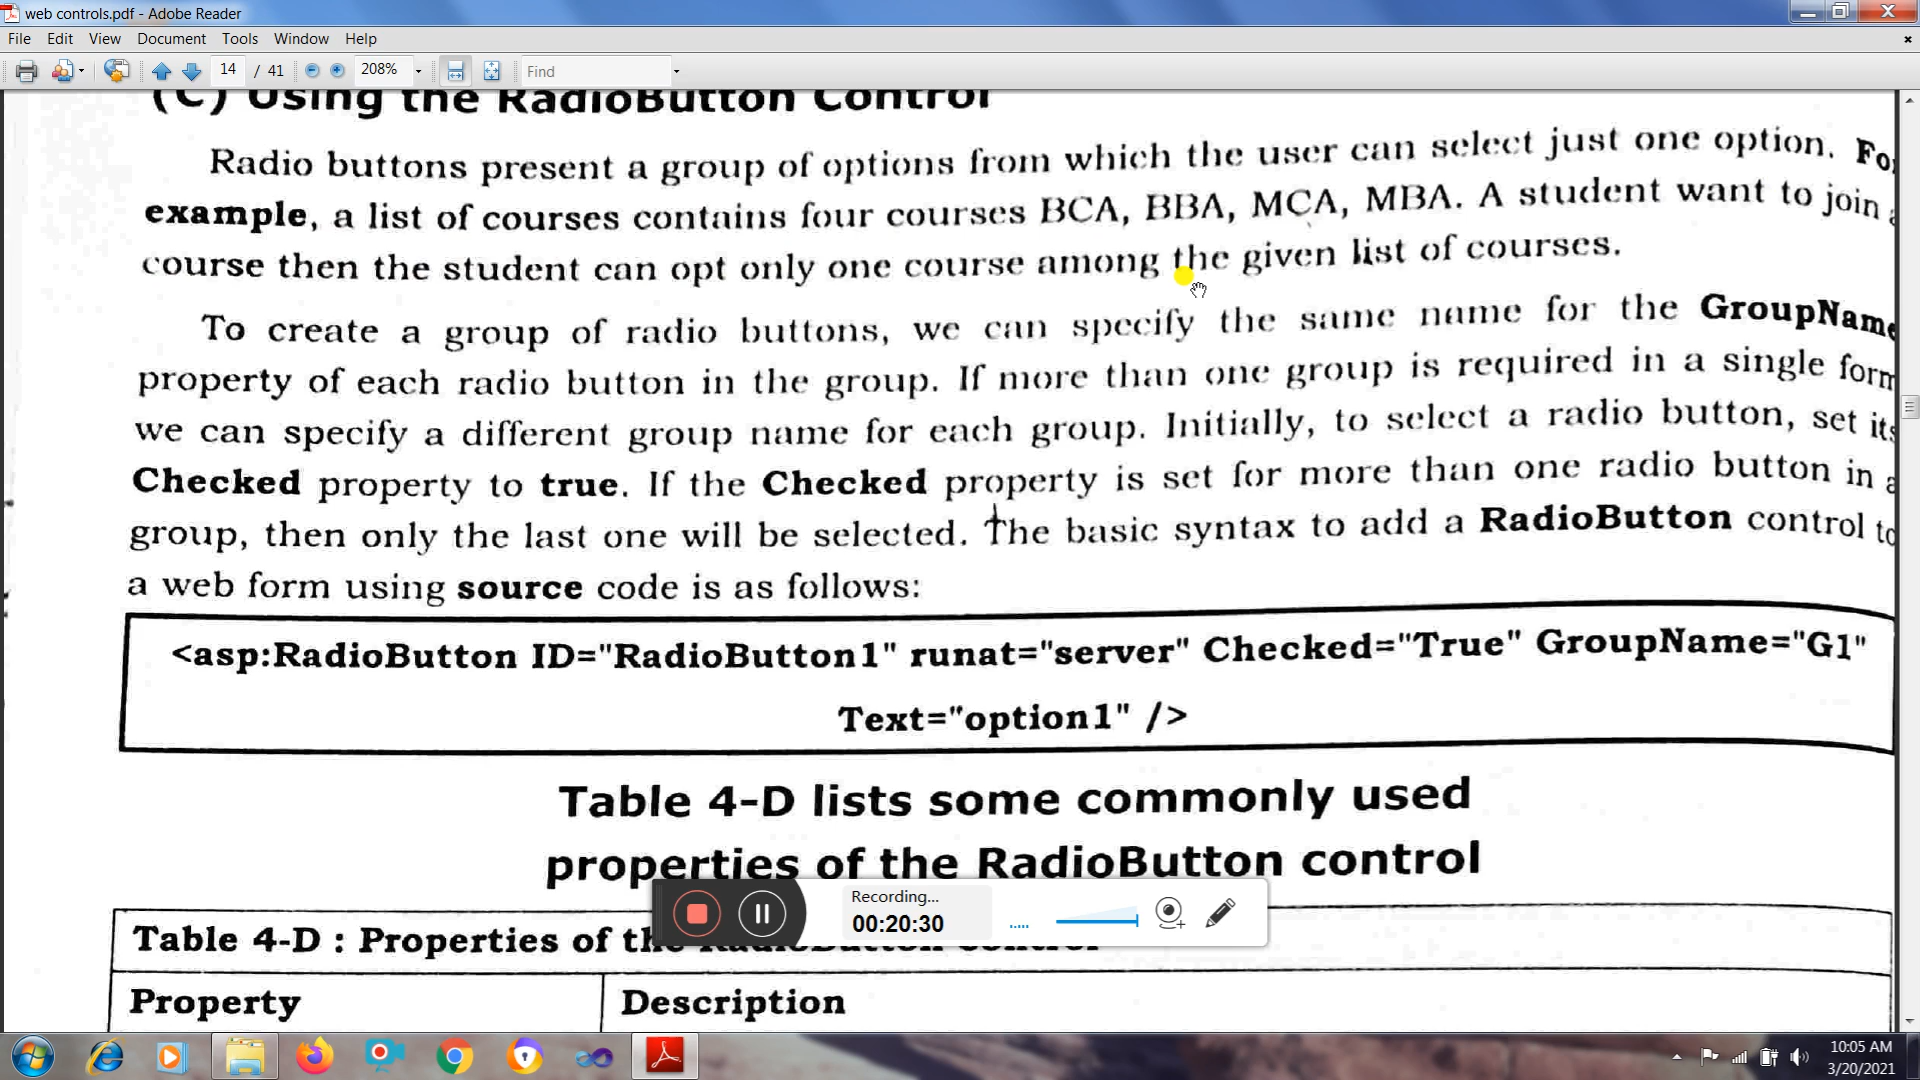 web controls.pdf - Adobe Reader
File Edit View Document Tools Window Help
14 / 41 208% Find
(C) Using the RadioButton Control
Radio buttons present a group of options from which the user can select just one option. Fo
example, a list of courses contains four courses BCA, BBA, MCA, MBA. A student want to join a
course then the student can opt only one course among the given list of courses.
To create a group of radio buttons, we can specify the same name for the GroupName
property of each radio button in the group. If more than one group is required in a single form
we can specify a different group name for each group. Initially, to select a radio button, set its
Checked property to true. If the Checked property is set for more than one radio button in a
group, then only the last one will be selected. The basic syntax to add a RadioButton control to
a web form using source code is as follows:
<asp:RadioButton ID="RadioButton1" runat="server" Checked="True" GroupName="G1"
Text="option1" />
Table 4-D lists some commonly used
properties of the RadioButton control
Recording...
00:20:30
Table 4-D : Properties of the RadioButton control
Property Description
10:05 AM
3/20/2021